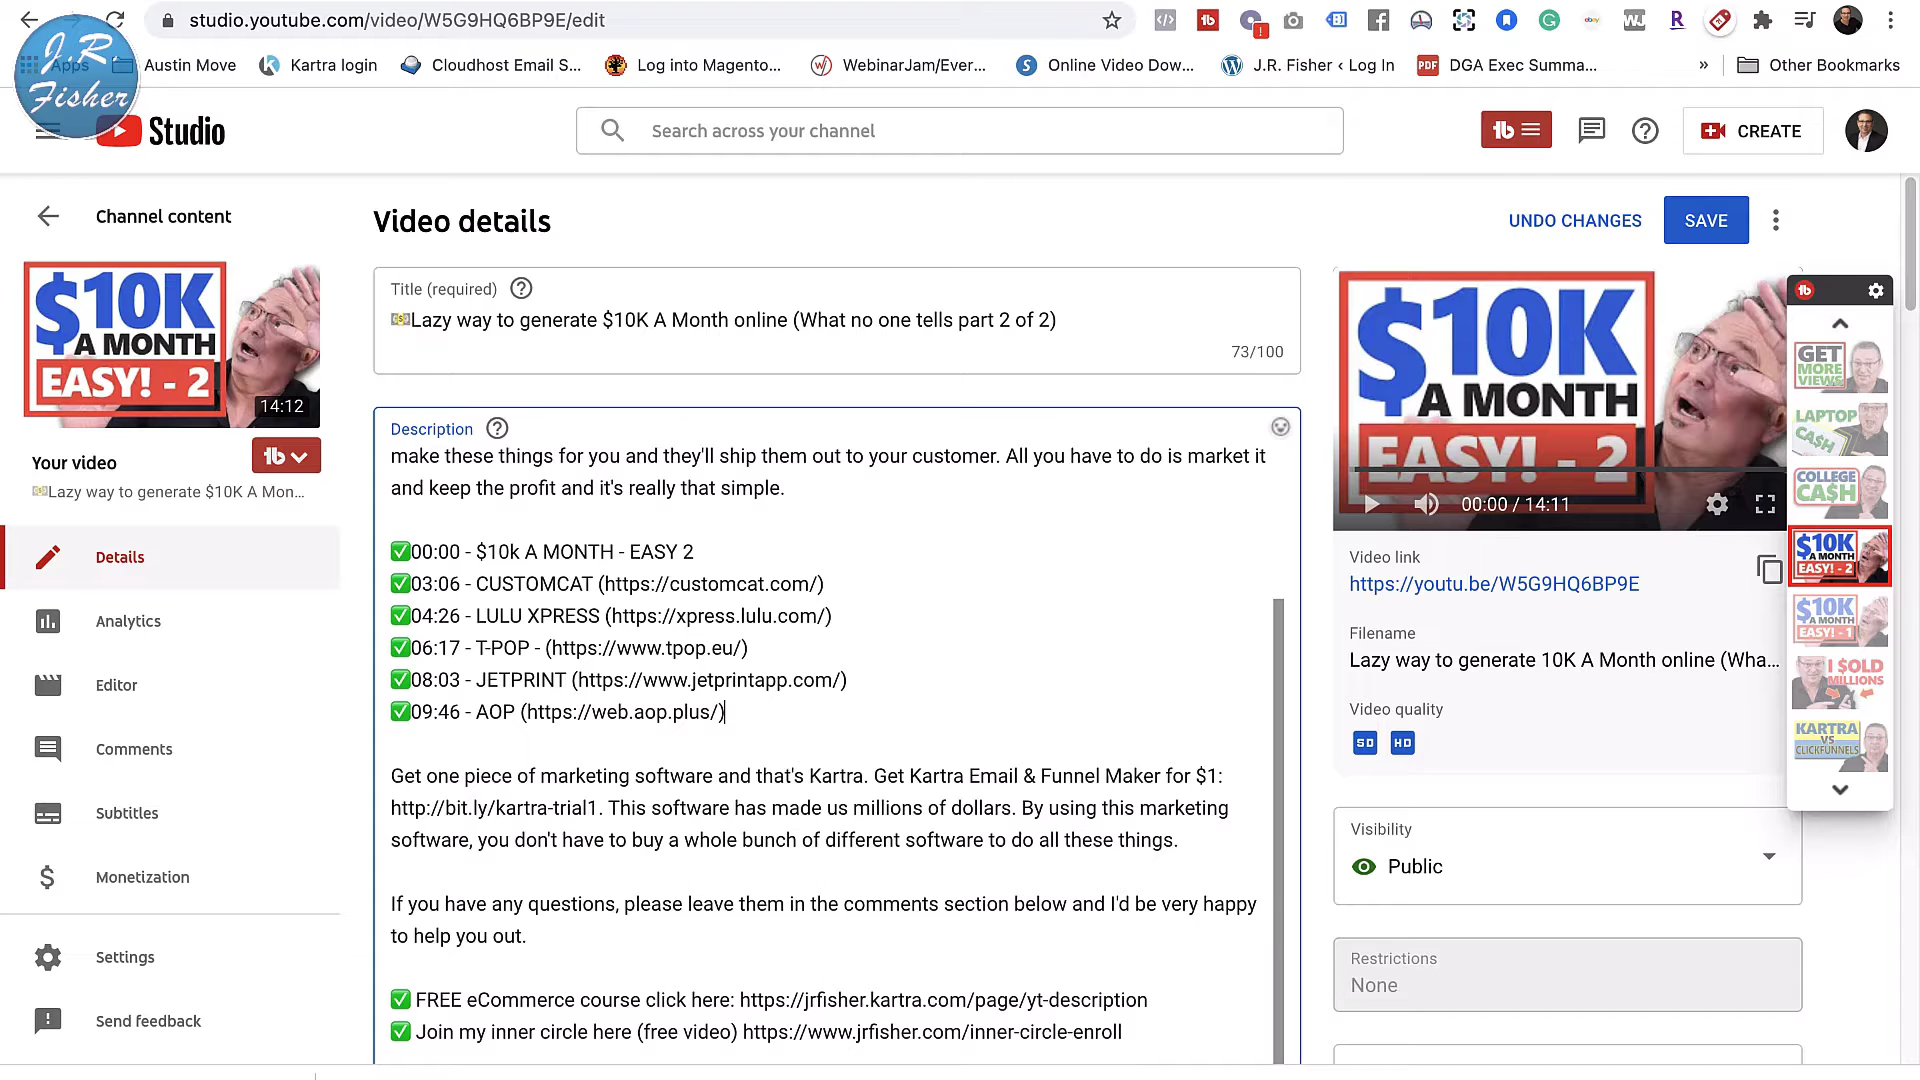 studio.youtube.com/video/W5G9HQ6BP9E/edit
Apps
Austin Move
Kartra login
Cloudhost Email S...
Log into Magento...
WebinarJam/Ever...
Online Video Dow...
J.R. Fisher ‹ Log In
DGA Exec Summa...
»
Other Bookmarks
J.R
Fisher
Studio
Search across your channel
CREATE
Channel content
Video details
UNDO CHANGES
SAVE
$10K
A MONTH
EASY! - 2
14:12
Your video
💵Lazy way to generate $10K A Mon...
Details
Analytics
Editor
Comments
Subtitles
Monetization
Settings
Send feedback
Title (required)
💵Lazy way to generate $10K A Month online (What no one tells part 2 of 2)
73/100
Description
make these things for you and they'll ship them out to your customer. All you have to do is market it
and keep the profit and it's really that simple.
✅00:00 - $10k A MONTH - EASY 2
✅03:06 - CUSTOMCAT (https://customcat.com/)
✅04:26 - LULU XPRESS (https://xpress.lulu.com/)
✅06:17 - T-POP - (https://www.tpop.eu/)
✅08:03 - JETPRINT (https://www.jetprintapp.com/)
✅09:46 - AOP (https://web.aop.plus/)
Get one piece of marketing software and that's Kartra. Get Kartra Email & Funnel Maker for $1:
http://bit.ly/kartra-trial1. This software has made us millions of dollars. By using this marketing
software, you don't have to buy a whole bunch of different software to do all these things.
If you have any questions, please leave them in the comments section below and I'd be very happy
to help you out.
✅ FREE eCommerce course click here: https://jrfisher.kartra.com/page/yt-description
✅ Join my inner circle here (free video) https://www.jrfisher.com/inner-circle-enroll
$10K
A MONTH
EASY! - 2
00:00 / 14:11
Video link
https://youtu.be/W5G9HQ6BP9E
Filename
Lazy way to generate 10K A Month online (Wha...
Video quality
SD
HD
Visibility
Public
Restrictions
None
GET
MORE
VIEWS
LAPTOP
CA$H
COLLEGE
CA$H
$10K
A MONTH
EASY! - 2
$10K
A MONTH
EASY! - 1
I $OLD
MILLIONS
KARTRA
VS
CLICKFUNNELS